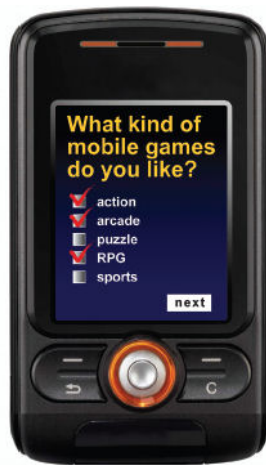 What kind of
mobile games
do you like?
action
arcade
puzzle
RPG
sports
next
C